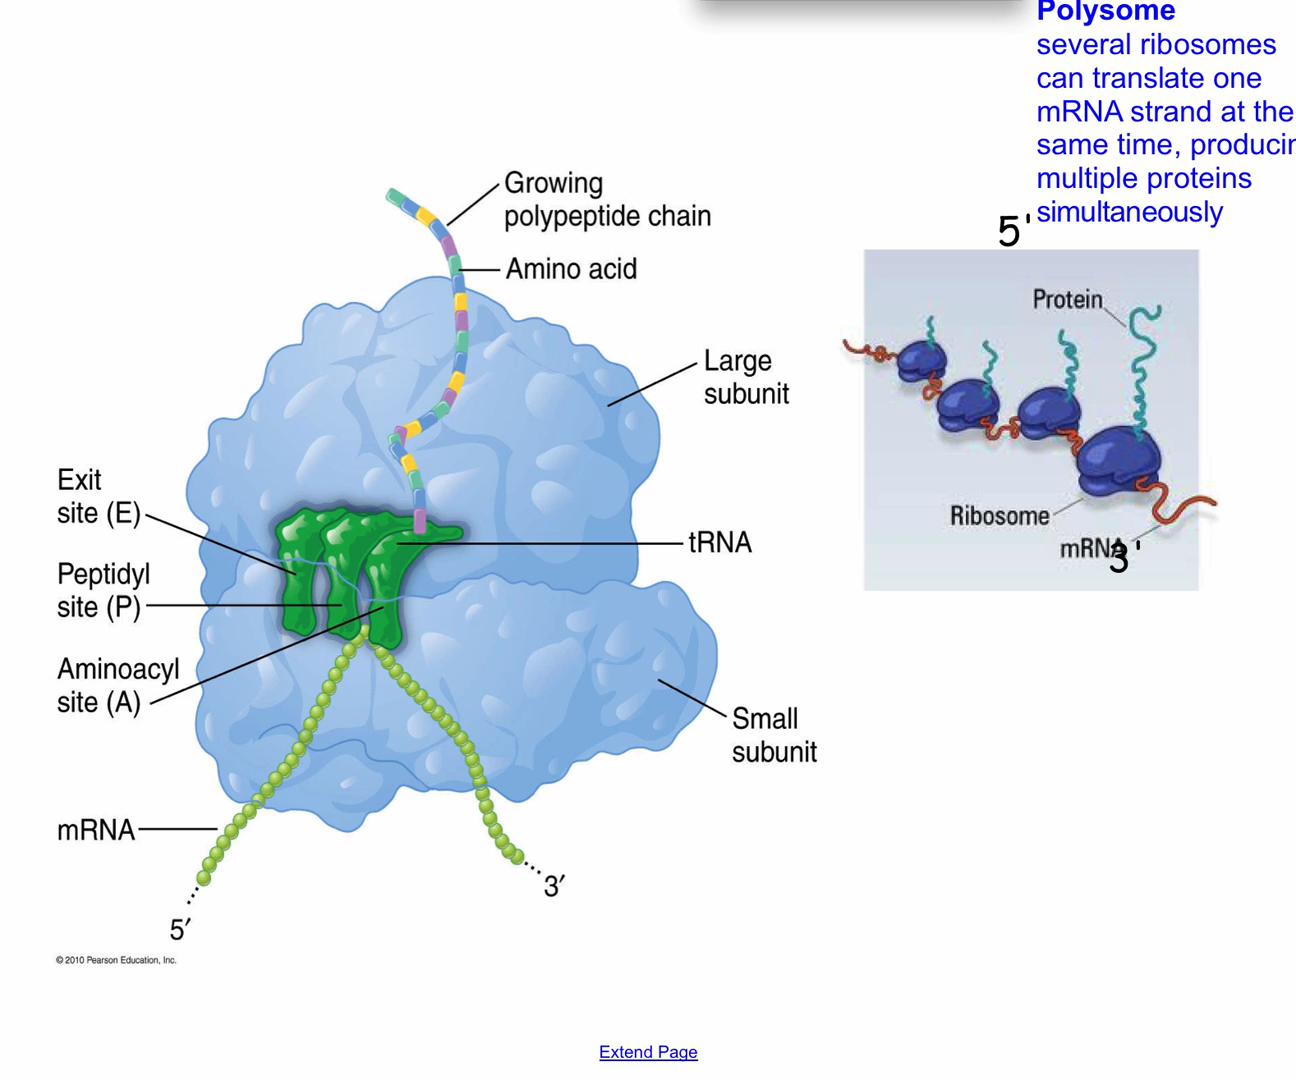 Polysome
several ribosomes
can translate one
mRNA strand at the
same time, producin
multiple proteins
simultaneously
Growing
polypeptide chain
Amino acid
Large
subunit
Exit
site (E)
tRNA
Peptidyl
site (P)
Aminoacyl
site (A)
Small
subunit
mRNA
5′
3′
© 2010 Pearson Education, Inc.
5'
Protein
Ribosome
mRNA
3'
Extend Page